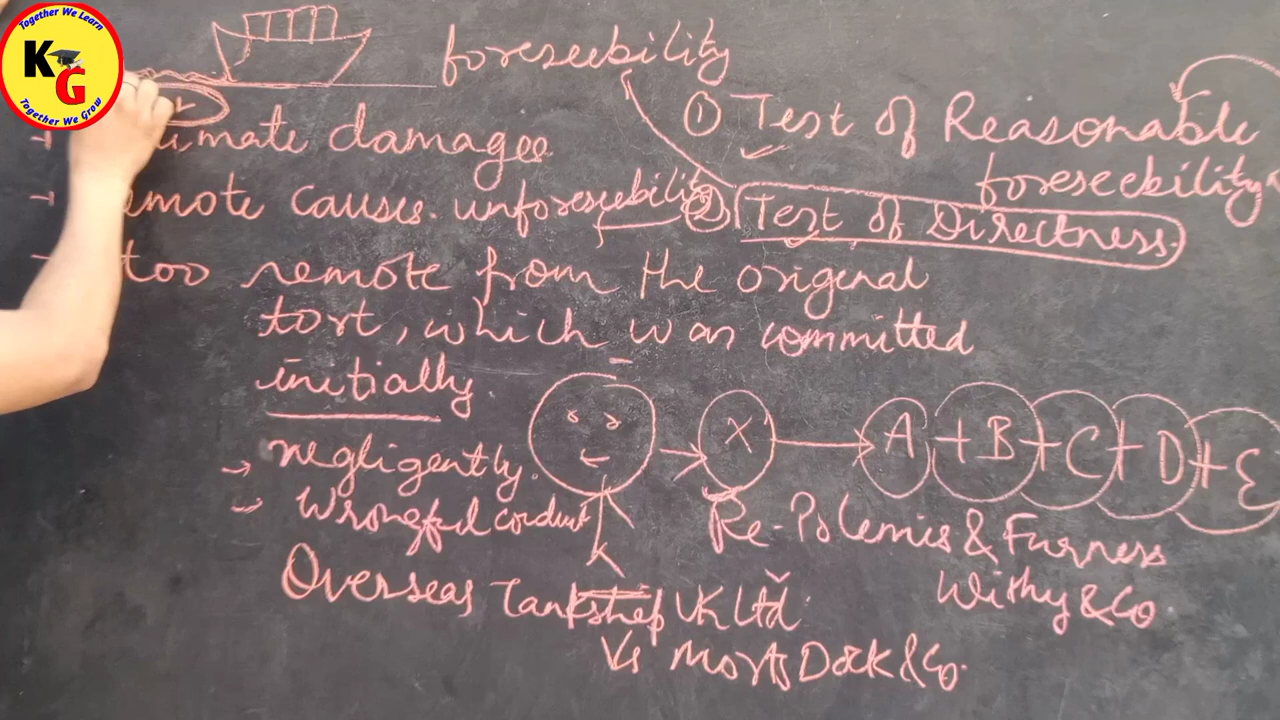 Together We Learn
KG
Together We Grow
foreseebility
① Test of Reasonable
foreseebility
damages
remote causes. unforeseebility
② Test of Directness.
too remote from the original
tort, which was committed
initially
→ negligently.
→ Wrongful conduct
X → A + B + C + D + E
Re-Polemis & Furness
Withy & Co
Overseas Tankship UK Ltd.
Vs Morts Dock & Co.